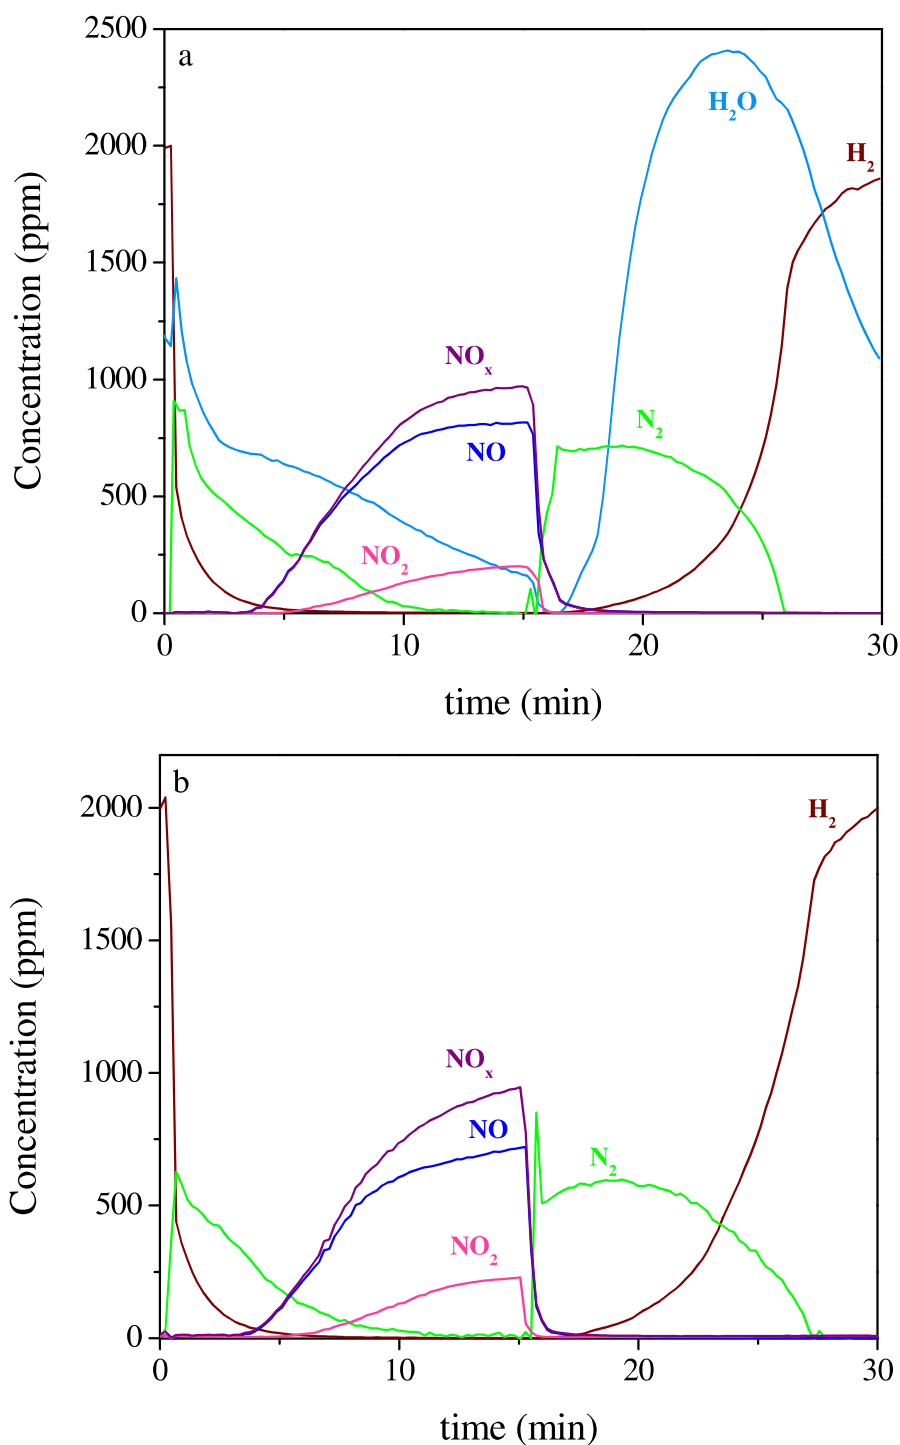 a
2500
2000
1500
1000
500
0
Concentration (ppm)
H₂O
H₂
NOₓ
NO
N₂
NO₂
0 10 20 30
time (min)
b
2000
1500
1000
500
0
Concentration (ppm)
H₂
NOₓ
NO
N₂
NO₂
0 10 20 30
time (min)